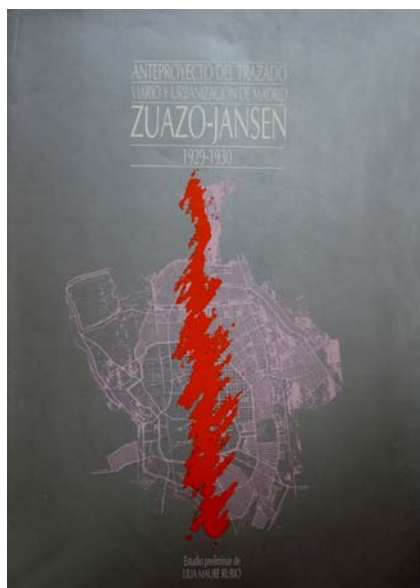 ANTEPROYECTO DEL TRAZADO
VIARIO Y URBANIZACION DE MADRID
ZUAZO-JANSEN
1929-1930
Estudio preliminar de
LILIA MAURE RUBIO